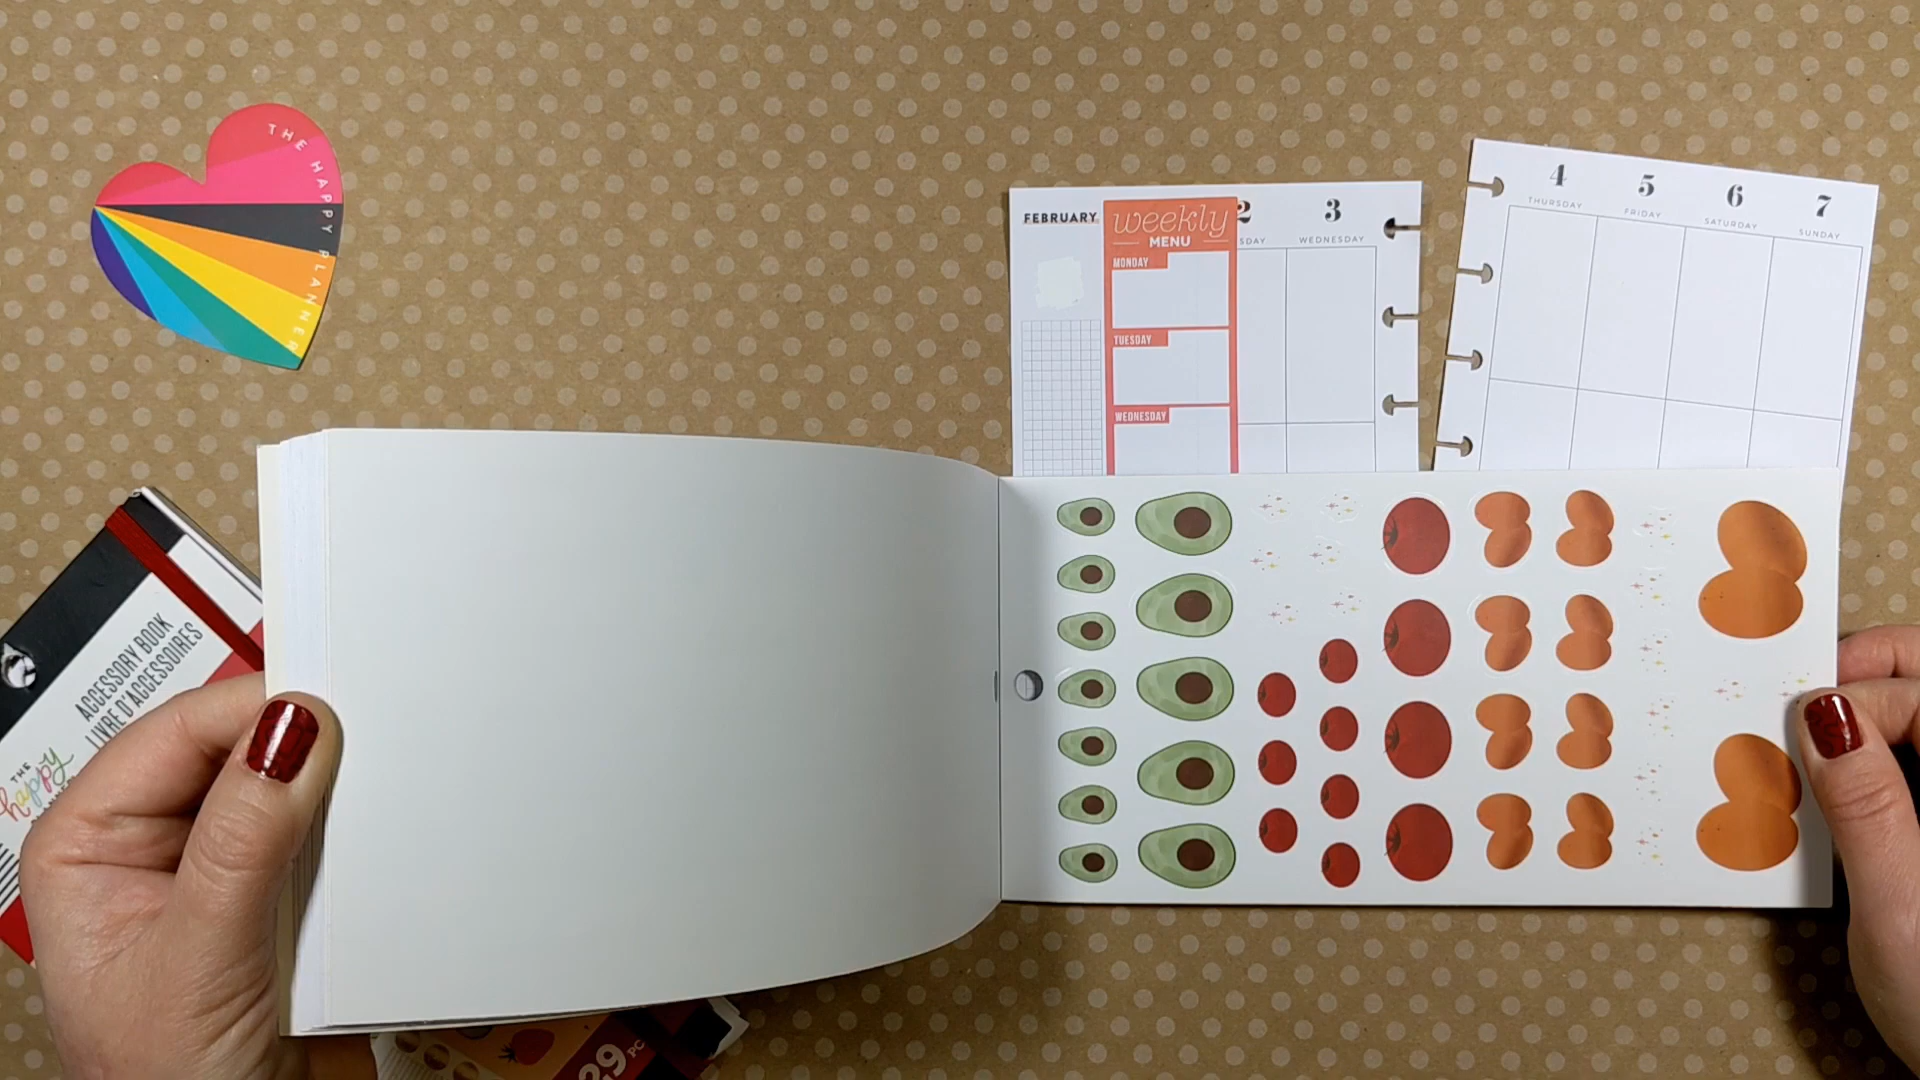 THE HAPPY PLANNER
FEBRUARY
weekly
MENU
MONDAY
TUESDAY
WEDNESDAY
2
SDAY
3
WEDNESDAY
4
THURSDAY
5
FRIDAY
6
SATURDAY
7
SUNDAY
ACCESSORY BOOK
LIVRE D'ACCESSOIRES
THE
happy
29 PC